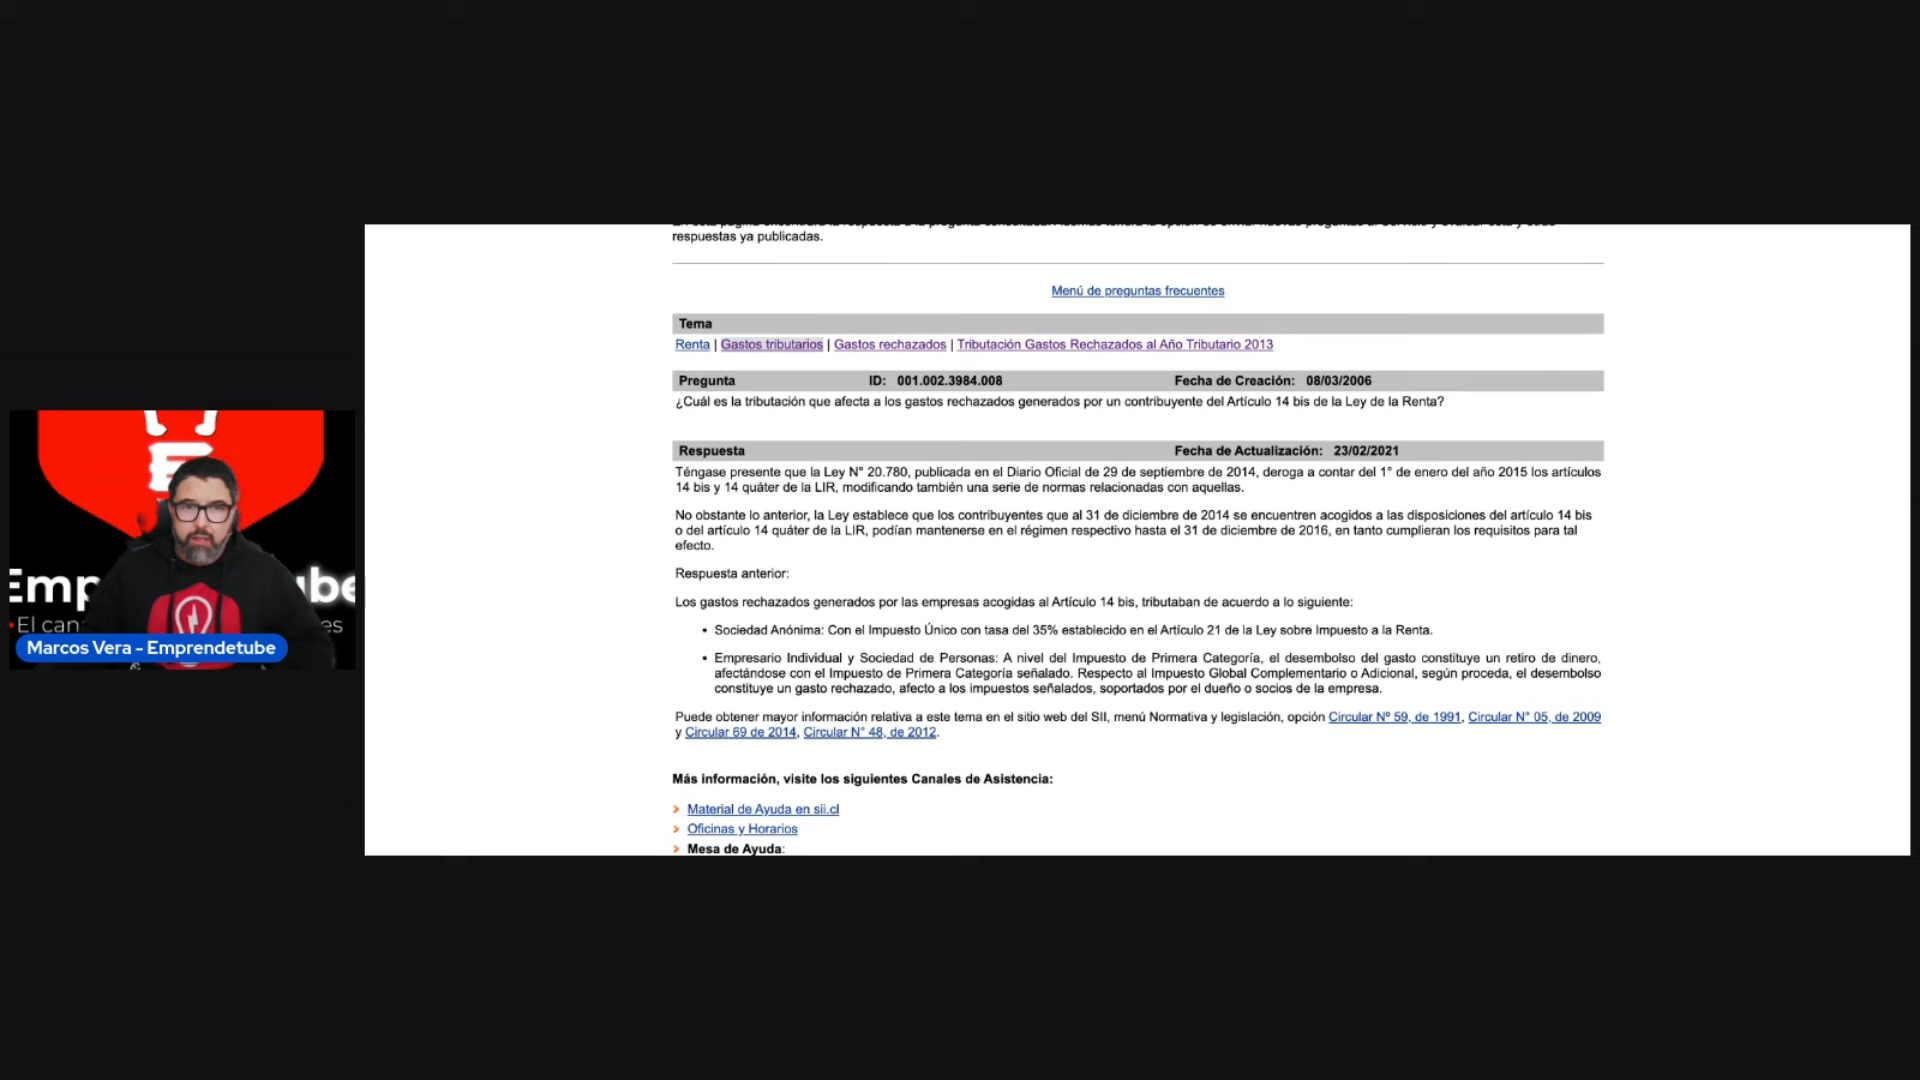 respuestas ya publicadas.
Menú de preguntas frecuentes
Tema
Renta | Gastos tributarios | Gastos rechazados | Tributación Gastos Rechazados al Año Tributario 2013
Pregunta ID: 001.002.3984.008 Fecha de Creación: 08/03/2006
¿Cuál es la tributación que afecta a los gastos rechazados generados por un contribuyente del Artículo 14 bis de la Ley de la Renta?
Respuesta Fecha de Actualización: 23/02/2021
Téngase presente que la Ley N° 20.780, publicada en el Diario Oficial de 29 de septiembre de 2014, deroga a contar del 1° de enero del año 2015 los artículos
14 bis y 14 quáter de la LIR, modificando también una serie de normas relacionadas con aquellas.
No obstante lo anterior, la Ley establece que los contribuyentes que al 31 de diciembre de 2014 se encuentren acogidos a las disposiciones del artículo 14 bis
o del artículo 14 quáter de la LIR, podían mantenerse en el régimen respectivo hasta el 31 de diciembre de 2016, en tanto cumplieran los requisitos para tal
efecto.
Respuesta anterior:
Los gastos rechazados generados por las empresas acogidas al Artículo 14 bis, tributaban de acuerdo a lo siguiente:
• Sociedad Anónima: Con el Impuesto Único con tasa del 35% establecido en el Artículo 21 de la Ley sobre Impuesto a la Renta.
• Empresario Individual y Sociedad de Personas: A nivel del Impuesto de Primera Categoría, el desembolso del gasto constituye un retiro de dinero,
afectándose con el Impuesto de Primera Categoría señalado. Respecto al Impuesto Global Complementario o Adicional, según proceda, el desembolso
constituye un gasto rechazado, afecto a los impuestos señalados, soportados por el dueño o socios de la empresa.
Puede obtener mayor información relativa a este tema en el sitio web del SII, menú Normativa y legislación, opción Circular Nº 59, de 1991, Circular N° 05, de 2009
y Circular 69 de 2014, Circular N° 48, de 2012.
Más información, visite los siguientes Canales de Asistencia:
Material de Ayuda en sii.cl
Oficinas y Horarios
Mesa de Ayuda:
E
Emp be
El can es
Marcos Vera – Emprendetube